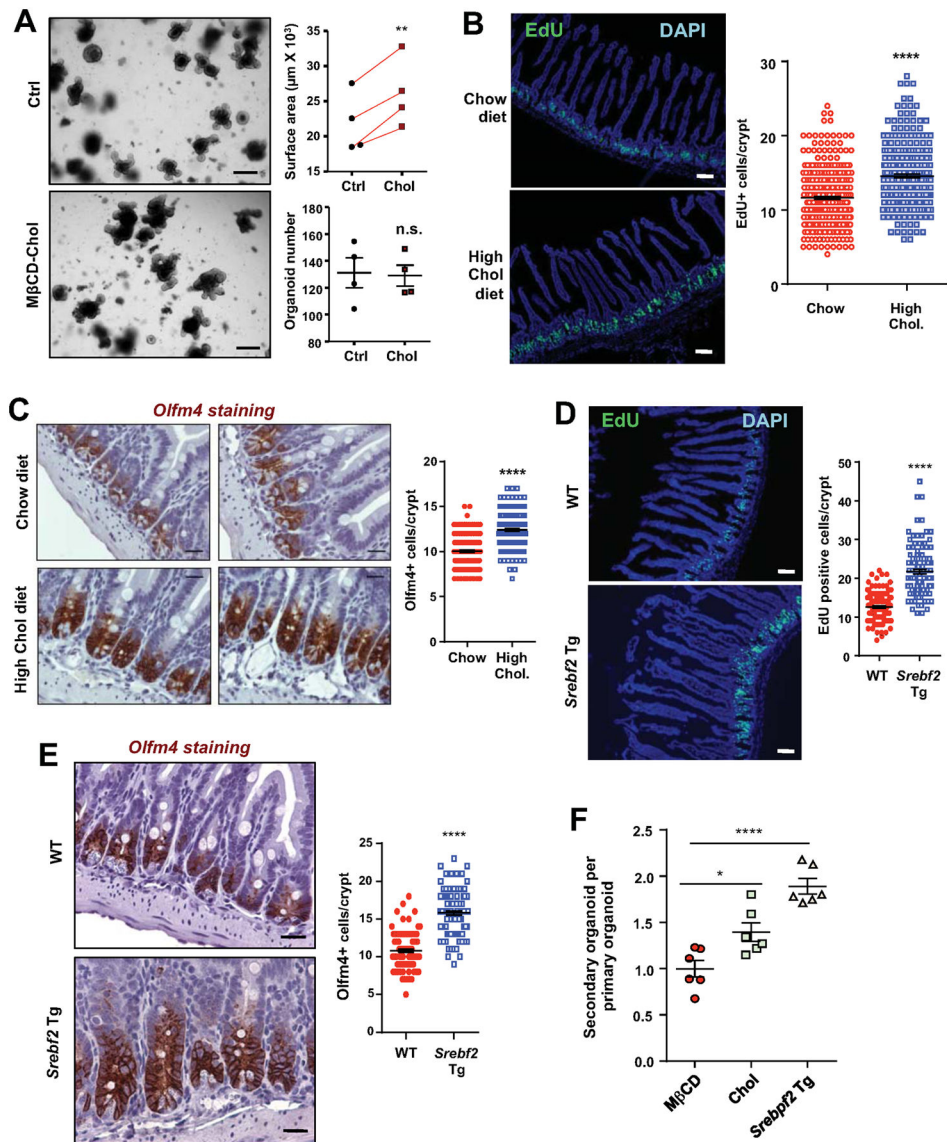 A
Ctrl
MβCD-Chol
Surface area (μm X 10³)
35
30
25
20
15
**
Ctrl
Chol
Organoid number
180
160
140
120
100
80
n.s.
Ctrl
Chol
B
EdU
DAPI
Chow
diet
High
Chol
diet
EdU+ cells/crypt
30
20
10
0
****
Chow
High
Chol.
C
Olfm4 staining
Chow diet
High Chol diet
Olfm4+ cells/crypt
20
15
10
5
0
****
Chow
High
Chol.
D
EdU
DAPI
WT
Srebf2 Tg
EdU positive cells/crypt
50
40
30
20
10
0
****
WT
Srebf2
Tg
E
Olfm4 staining
WT
Srebf2 Tg
Olfm4+ cells/crypt
25
20
15
10
5
0
****
WT
Srebf2
Tg
F
Secondary organoid per
primary organoid
2.5
2.0
1.5
1.0
0.5
0.0
****
*
MβCD
Chol
Srebpf2 Tg